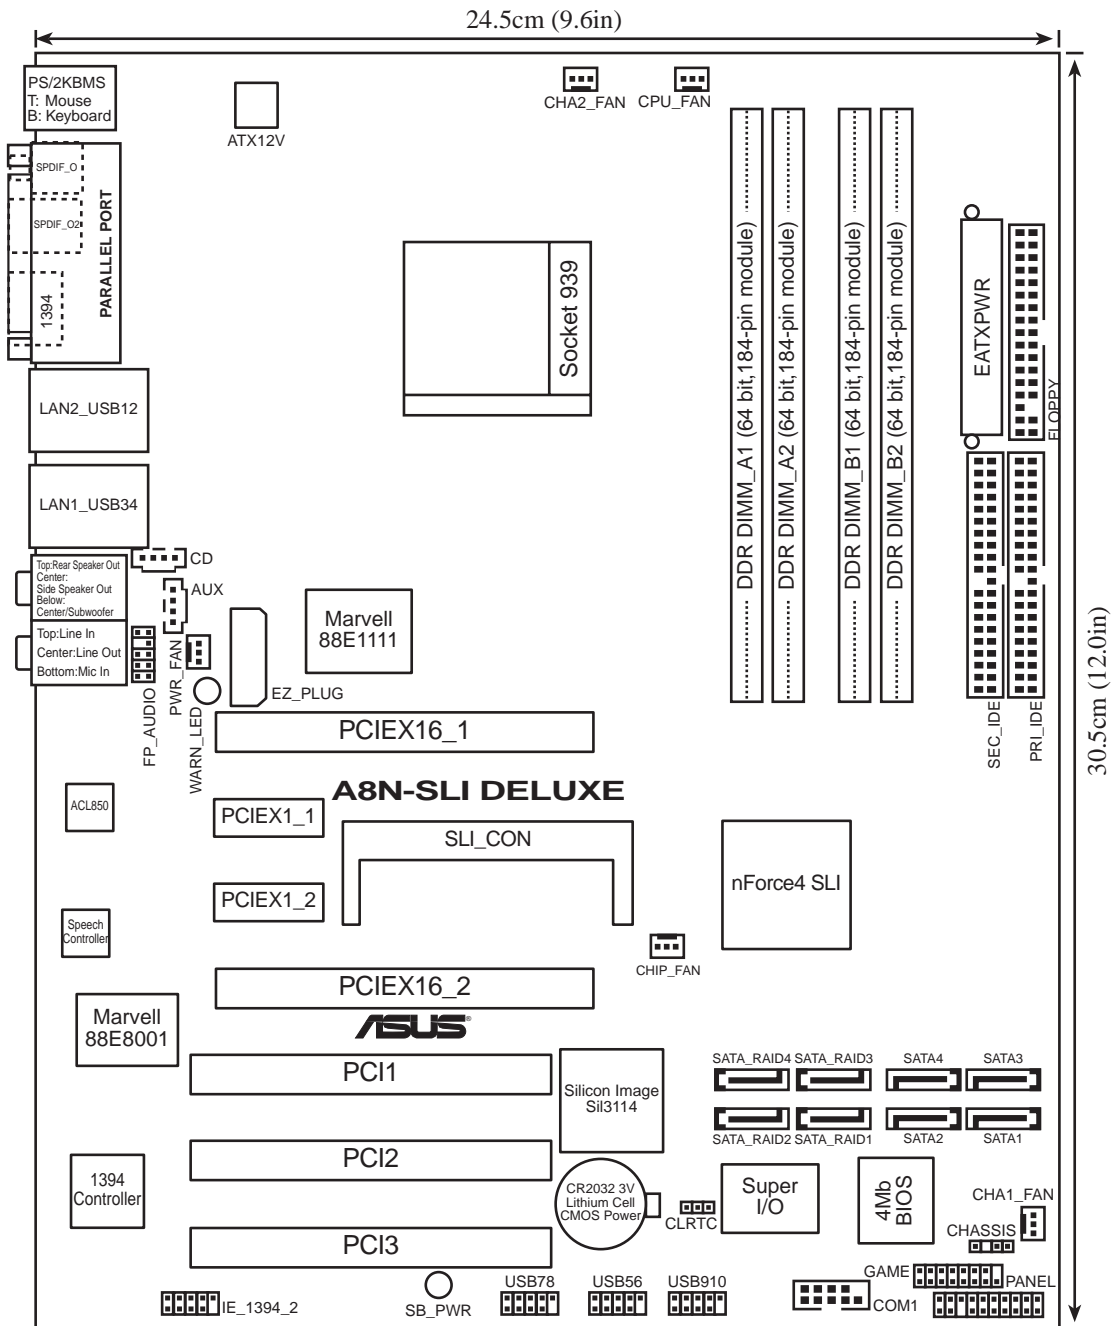 24.5cm (9.6in)
PS/2KBMS
T: Mouse
B: Keyboard
ATX12V
CHA2_FAN
CPU_FAN
SPDIF_O
SPDIF_O2
1394
PARALLEL PORT
Socket 939
DDR DIMM_A1 (64 bit,184-pin module)
DDR DIMM_A2 (64 bit,184-pin module)
DDR DIMM_B1 (64 bit,184-pin module)
DDR DIMM_B2 (64 bit,184-pin module)
EATXPWR
FLOPPY
LAN2_USB12
LAN1_USB34
CD
Top:Rear Speaker Out
Center:
Side Speaker Out
Below:
Center/Subwoofer
AUX
Top:Line In
Center:Line Out
Bottom:Mic In
FP_AUDIO
PWR_FAN
WARN_LED
EZ_PLUG
Marvell
88E1111
SEC_IDE
PRI_IDE
30.5cm (12.0in)
PCIEX16_1
A8N-SLI DELUXE
ACL850
PCIEX1_1
SLI_CON
nForce4 SLI
PCIEX1_2
Speech
Controller
CHIP_FAN
PCIEX16_2
ASUS®
Marvell
88E8001
PCI1
Silicon Image
Sil3114
SATA_RAID4
SATA_RAID3
SATA4
SATA3
SATA_RAID2
SATA_RAID1
SATA2
SATA1
PCI2
1394
Controller
CR2032 3V
Lithium Cell
CMOS Power
CLRTC
Super
I/O
4Mb
BIOS
CHA1_FAN
CHASSIS
PCI3
GAME
PANEL
IE_1394_2
SB_PWR
USB78
USB56
USB910
COM1